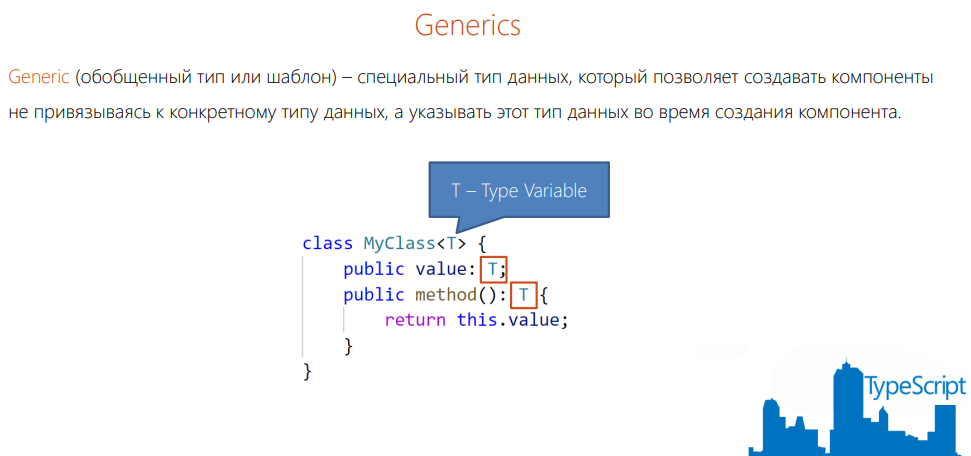 Generics
Generic (обобщенный тип или шаблон) – специальный тип данных, который позволяет создавать компоненты
не привязываясь к конкретному типу данных, а указывать этот тип данных во время создания компонента.
T – Type Variable
class MyClass<T> {
    public value: T;
    public method(): T {
        return this.value;
    }
}
TypeScript